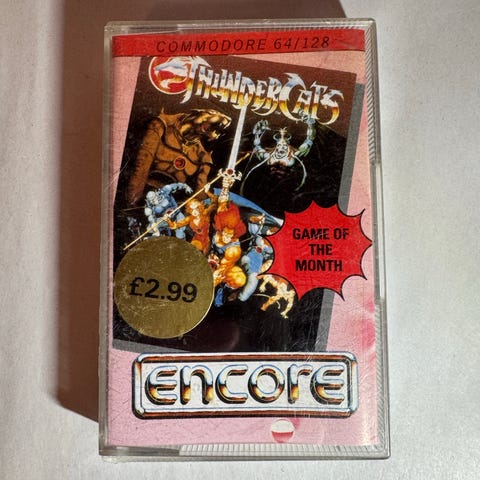 COMMODORE 64/128
THUNDERCATS
GAME OF
THE
MONTH
£2.99
encore